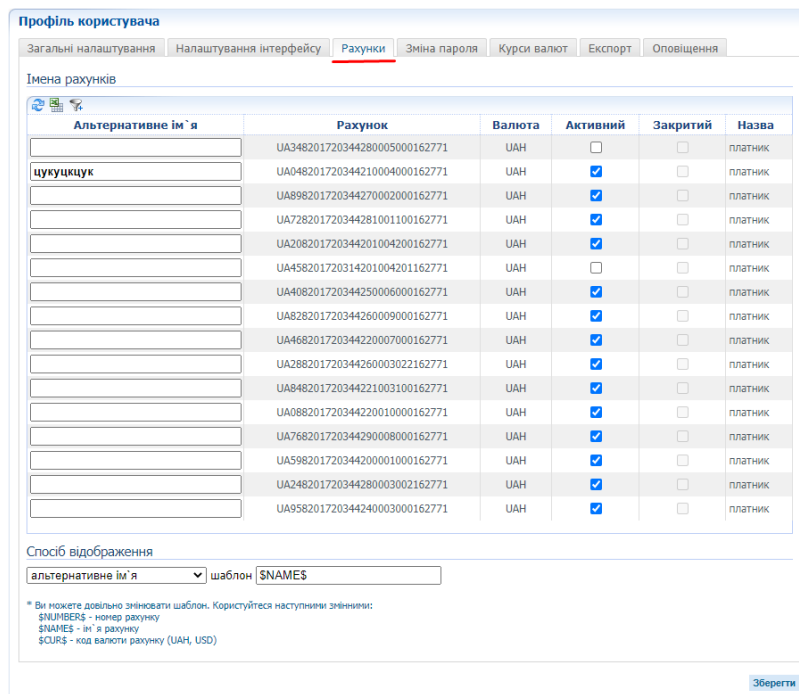 Профіль користувача
Загальні налаштування Налаштування інтерфейсу Рахунки Зміна пароля Курси валют Експорт Оповіщення
Імена рахунків
Альтернативне ім`я Рахунок Валюта Активний Закритий Назва
UA348201720344280005000162771 UAH платник
цукуцкцук UA048201720344210004000162771 UAH платник
UA898201720344270002000162771 UAH платник
UA728201720344281001100162771 UAH платник
UA208201720344201004200162771 UAH платник
UA458201720314201004201162771 UAH платник
UA408201720344250006000162771 UAH платник
UA828201720344260009000162771 UAH платник
UA468201720344220007000162771 UAH платник
UA288201720344260003022162771 UAH платник
UA848201720344221003100162771 UAH платник
UA088201720344220010000162771 UAH платник
UA768201720344290008000162771 UAH платник
UA598201720344200001000162771 UAH платник
UA248201720344280003002162771 UAH платник
UA958201720344240003000162771 UAH платник
Спосіб відображення
альтернативне ім`я шаблон $NAME$
* Ви можете довільно змінювати шаблон. Користуйтеся наступними змінними:
$NUMBER$ - номер рахунку
$NAME$ - ім`я рахунку
$CUR$ - код валюти рахунку (UAH, USD)
Зберегти